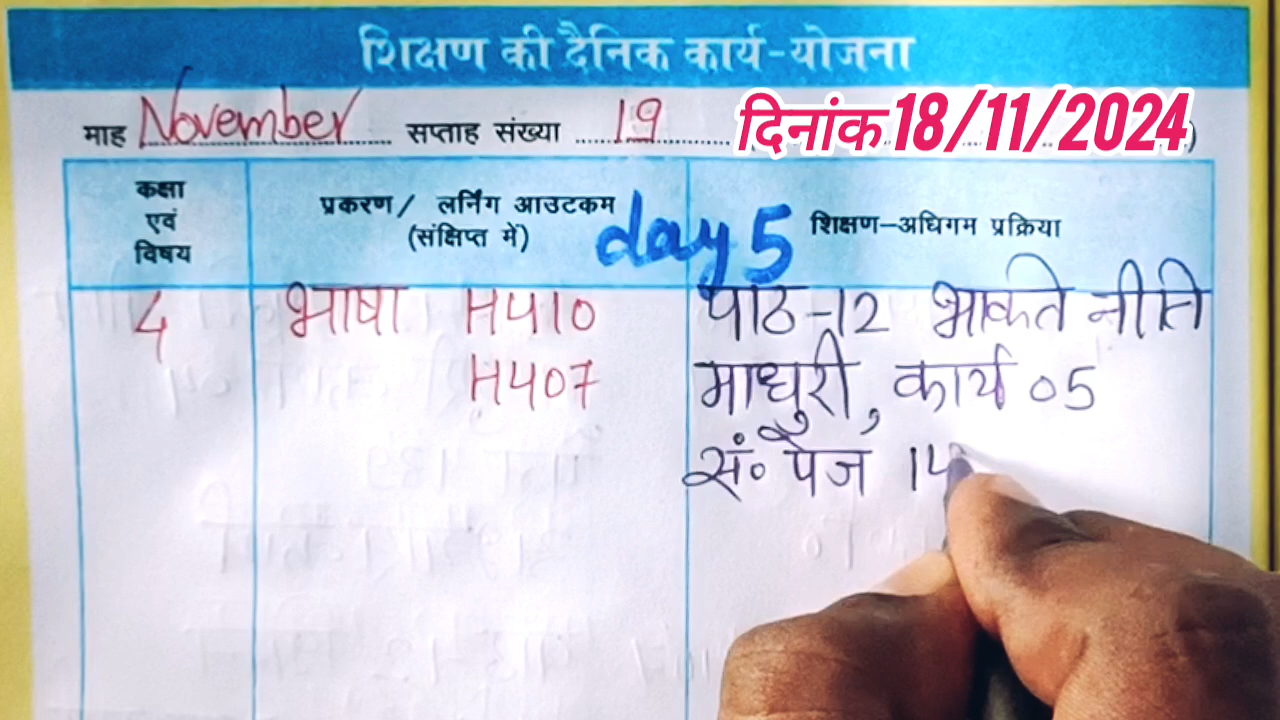 शिक्षण की दैनिक कार्य-योजना
माह November सप्ताह संख्या 19 दिनांक 18/11/2024 )
कक्षा एवं विषय
प्रकरण/ लर्निंग आउटकम (संक्षिप्त में)
day 5
शिक्षण-अधिगम प्रक्रिया
4 भाषा H410 पाठ-12 भक्ति नीति
H407 माधुरी, कार्य 05
सं० पेज 14